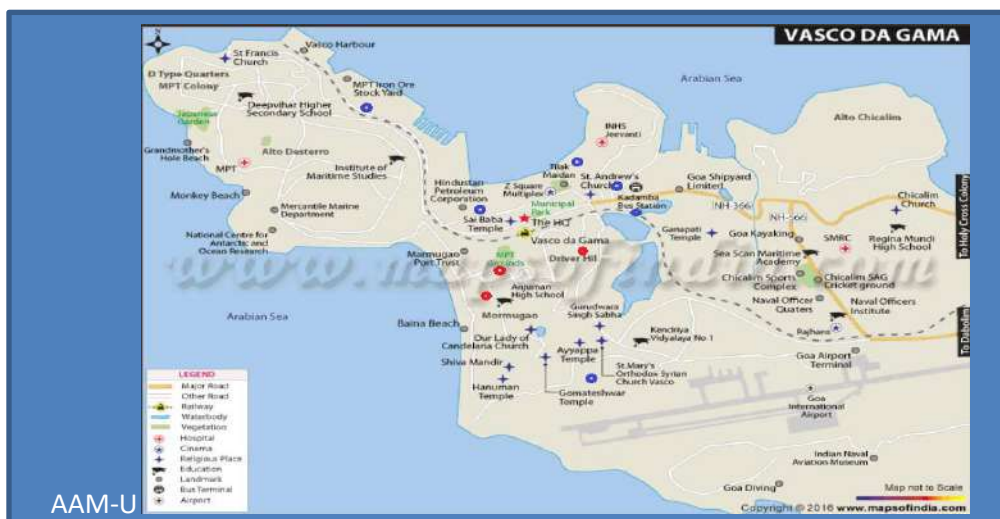 VASCO DA GAMA
N
Vasco Harbour
St Francis
Church
Arabian Sea
D Type Quarters
MPT Colony
MPT Iron Ore
Stock Yard
Deepvihar Higher
Secondary School
Japanese
Garden
Alto Chicalim
INHS
Jeevanti
Grandmother's
Hole Beach
Alto Desterro
MPT
Institute of
Maritime Studies
Tilak
Maidan
St. Andrew's
Church
Z Square
Multiplex
Kadamba
Bus Station
Goa Shipyard
Limited
Hindustan
Petroleum
Corporation
Municipal
Park
Monkey Beach
Mercantile Marine
Department
NH-366
NH-566
Chicalim
Church
To Holy Cross Colony
Sai Baba
Temple
The HQ
Ganapati
Temple
Goa Kayaking
SMRC
Regina Mundi
High School
National Centre for
Antarctic and
Ocean Research
Vasco da Gama
Marmugao
Port Trust
MPT
Grounds
Driver Hill
Sea Scan Maritime
Academy
www.mapsofindia.com
Chicalim Sports
Complex
Chicalim SAG
Cricket ground
Anjuman
High School
Naval Officer
Quaters
Naval Officers
Institute
Arabian Sea
Mormugao
Gurudwara
Singh Sabha
Baina Beach
Our Lady of
Candelaria Church
Kendriya
Vidyalaya No.1
Rajhans
To Dabolim
Ayyappa
Temple
Goa Airport
Terminal
Shiva Mandir
St.Mary's
Orthodox Syrian
Church Vasco
Hanuman
Temple
Gomateshwar
Temple
Goa
International
Airport
LEGEND
Major Road
Other Road
Railway
Waterbody
Vegetation
Hospital
Cinema
Religious Place
Education
Landmark
Bus Terminal
Airport
Indian Naval
Aviation-Museum
Goa Diving
Map not to Scale
Copyright © 2016 www.mapsofindia.com
AAM-U